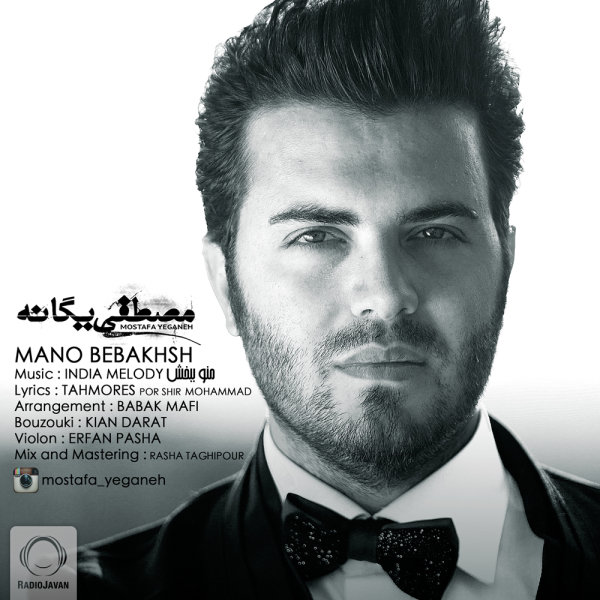 مصطفی یگانه
MOSTAFA YEGANEH
MANO BEBAKHSH
Music : INDIA MELODY منو ببخش
Lyrics : TAHMORES POR SHIR MOHAMMAD
Arrangement : BABAK MAFI
Bouzouki : KIAN DARAT
Violon : ERFAN PASHA
Mix and Mastering : RASHA TAGHIPOUR
mostafa_yeganeh
RADIOJAVAN